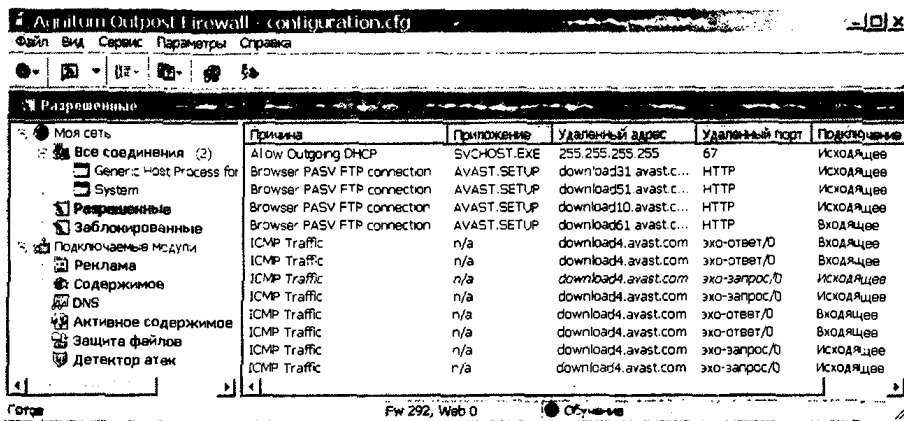 Agnitum Outpost Firewall - configuration.cfg
Файл Вид Сервис Параметры Справка
Разрешенные
Моя сеть
Все соединения (2)
Generic Host Process for
System
Разрешенные
Заблокированные
Подключаемые модули
Реклама
Содержимое
DNS
Активное содержимое
Защита файлов
Детектор атак
Причина Приложение Удаленный адрес Удаленный порт Подключение
Allow Outgoing DHCP SVCHOST.EXE 255.255.255.255 67 Исходящее
Browser PASV FTP connection AVAST.SETUP download31.avast.c... HTTP Исходящее
Browser PASV FTP connection AVAST.SETUP download51.avast.c... HTTP Исходящее
Browser PASV FTP connection AVAST.SETUP download10.avast.c... HTTP Исходящее
Browser PASV FTP connection AVAST.SETUP download61.avast.c... HTTP Входящее
ICMP Traffic n/a download4.avast.com эхо-ответ/0 Входящее
ICMP Traffic n/a download4.avast.com эхо-ответ/0 Входящее
ICMP Traffic n/a download4.avast.com эхо-запрос/0 Исходящее
ICMP Traffic n/a download4.avast.com эхо-запрос/0 Исходящее
ICMP Traffic n/a download4.avast.com эхо-ответ/0 Входящее
ICMP Traffic n/a download4.avast.com эхо-ответ/0 Входящее
ICMP Traffic n/a download4.avast.com эхо-запрос/0 Исходящее
ICMP Traffic n/a download4.avast.com эхо-запрос/0 Исходящее
Готов Fw 292, Web 0 Обучение